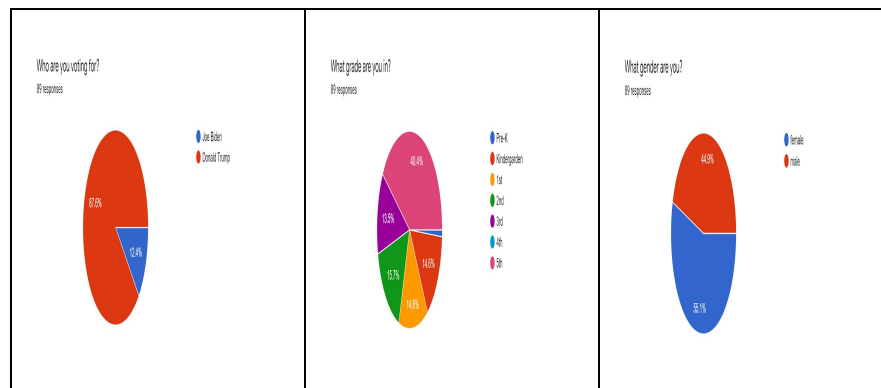 Who are you voting for?
89 responses
Joe Biden
Donald Trump
87.6%
12.4%
What grade are you in?
89 responses
Pre-K
Kindergarden
1st
2nd
3rd
4th
5th
40.4%
13.5%
15.7%
14.6%
14.6%
What gender are you?
89 responses
female
male
44.9%
55.1%